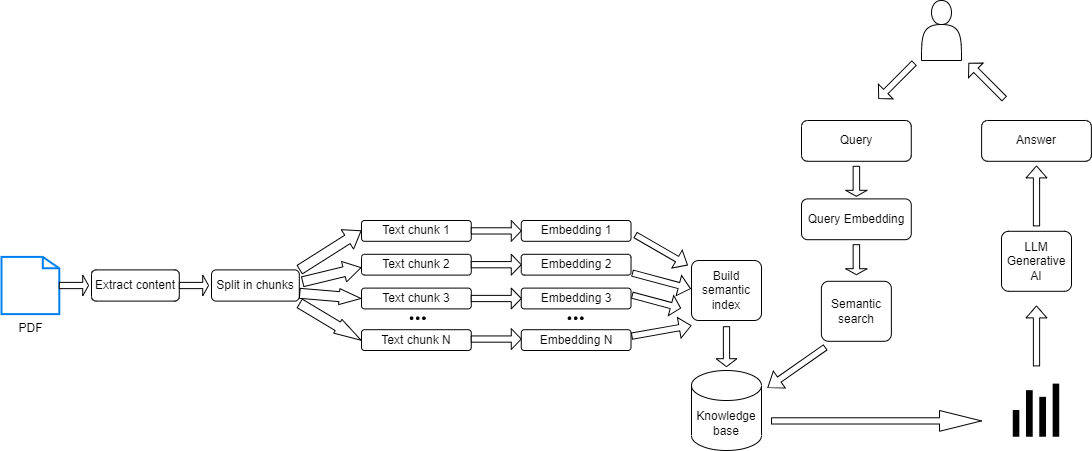 PDF
Extract content
Split in chunks
Text chunk 1
Embedding 1
Text chunk 2
Embedding 2
Text chunk 3
Embedding 3
...
...
Text chunk N
Embedding N
Build
semantic
index
Knowledge
base
Query
Query Embedding
Semantic
search
LLM
Generative
AI
Answer